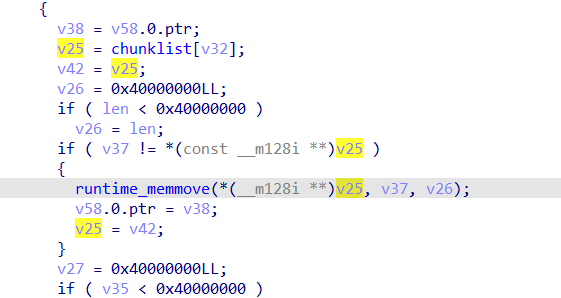 {
v38 = v58.0.ptr;
v25 = chunklist[v32];
v42 = v25;
v26 = 0x40000000LL;
if ( len < 0x40000000 )
v26 = len;
if ( v37 != *(const __m128i **)v25 )
{
runtime_memmove(*(__m128i **)v25, v37, v26);
v58.0.ptr = v38;
v25 = v42;
}
v27 = 0x40000000LL;
if ( v35 < 0x40000000 )